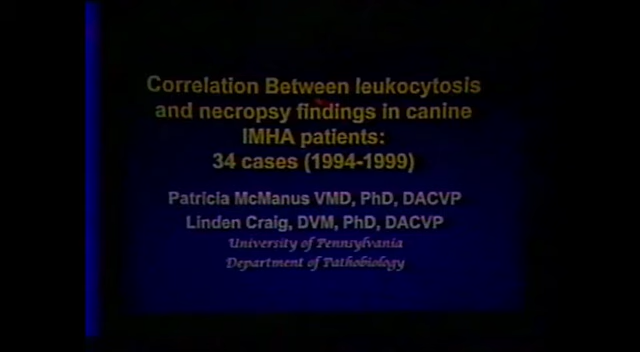 Correlation Between leukocytosis
and necropsy findings in canine
IMHA patients:
34 cases (1994-1999)
Patricia McManus VMD, PhD, DACVP
Linden Craig, DVM, PhD, DACVP
University of Pennsylvania
Department of Pathobiology